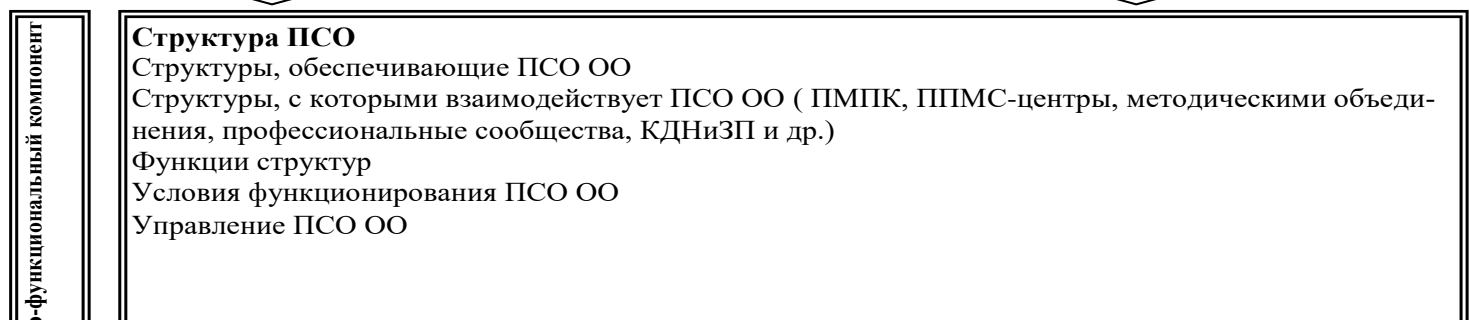 Структура ПСО
Структуры, обеспечивающие ПСО ОО
Структуры, с которыми взаимодействует ПСО ОО ( ПМПК, ППМС-центры, методическими объеди-
нения, профессиональные сообщества, КДНиЗП и др.)
Функции структур
Условия функционирования ПСО ОО
Управление ПСО ОО
-функциональный компонент